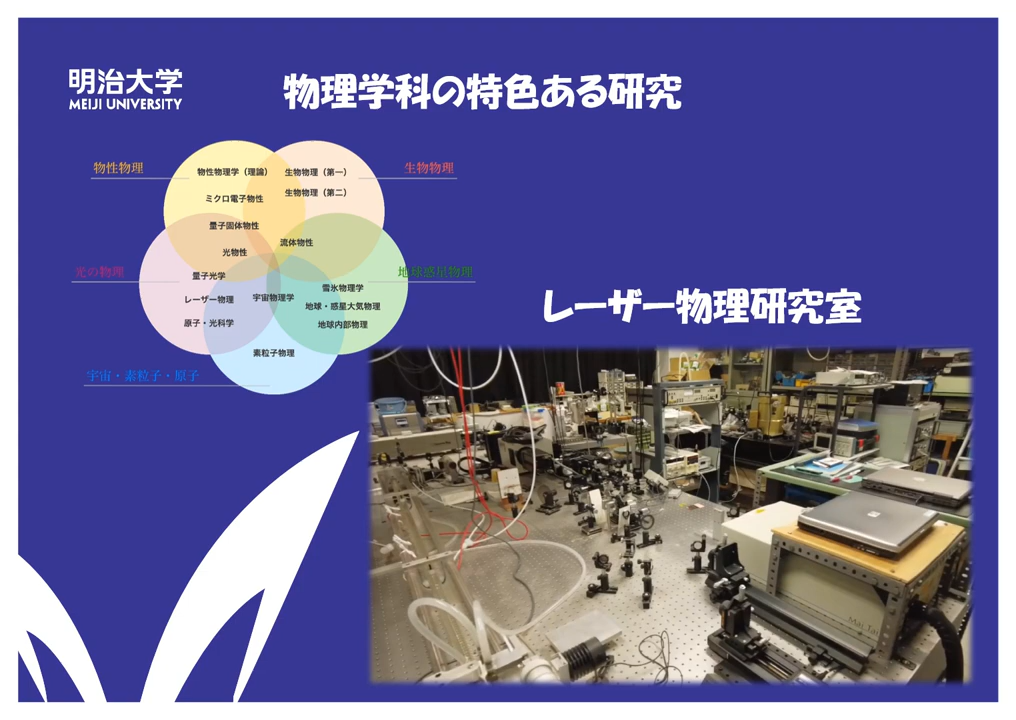 明治大学
MEIJI UNIVERSITY
物理学科の特色ある研究
物性物理
生物物理
物性物理学（理論）
生物物理（第一）
生物物理（第二）
ミクロ電子物性
量子固体物性
流体物性
光物性
光の物理
地球惑星物理
量子光学
雪氷物理学
レーザー物理
宇宙物理学
地球・惑星大気物理
原子・光科学
地球内部物理
素粒子物理
宇宙・素粒子・原子
レーザー物理研究室
Mai Tai